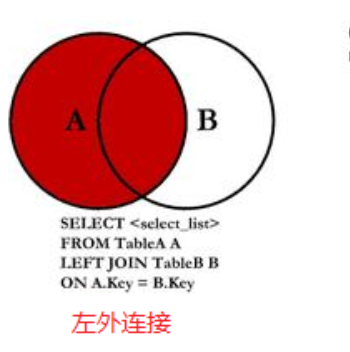 A B
SELECT <select_list>
FROM TableA A
LEFT JOIN TableB B
ON A.Key = B.Key
左外连接